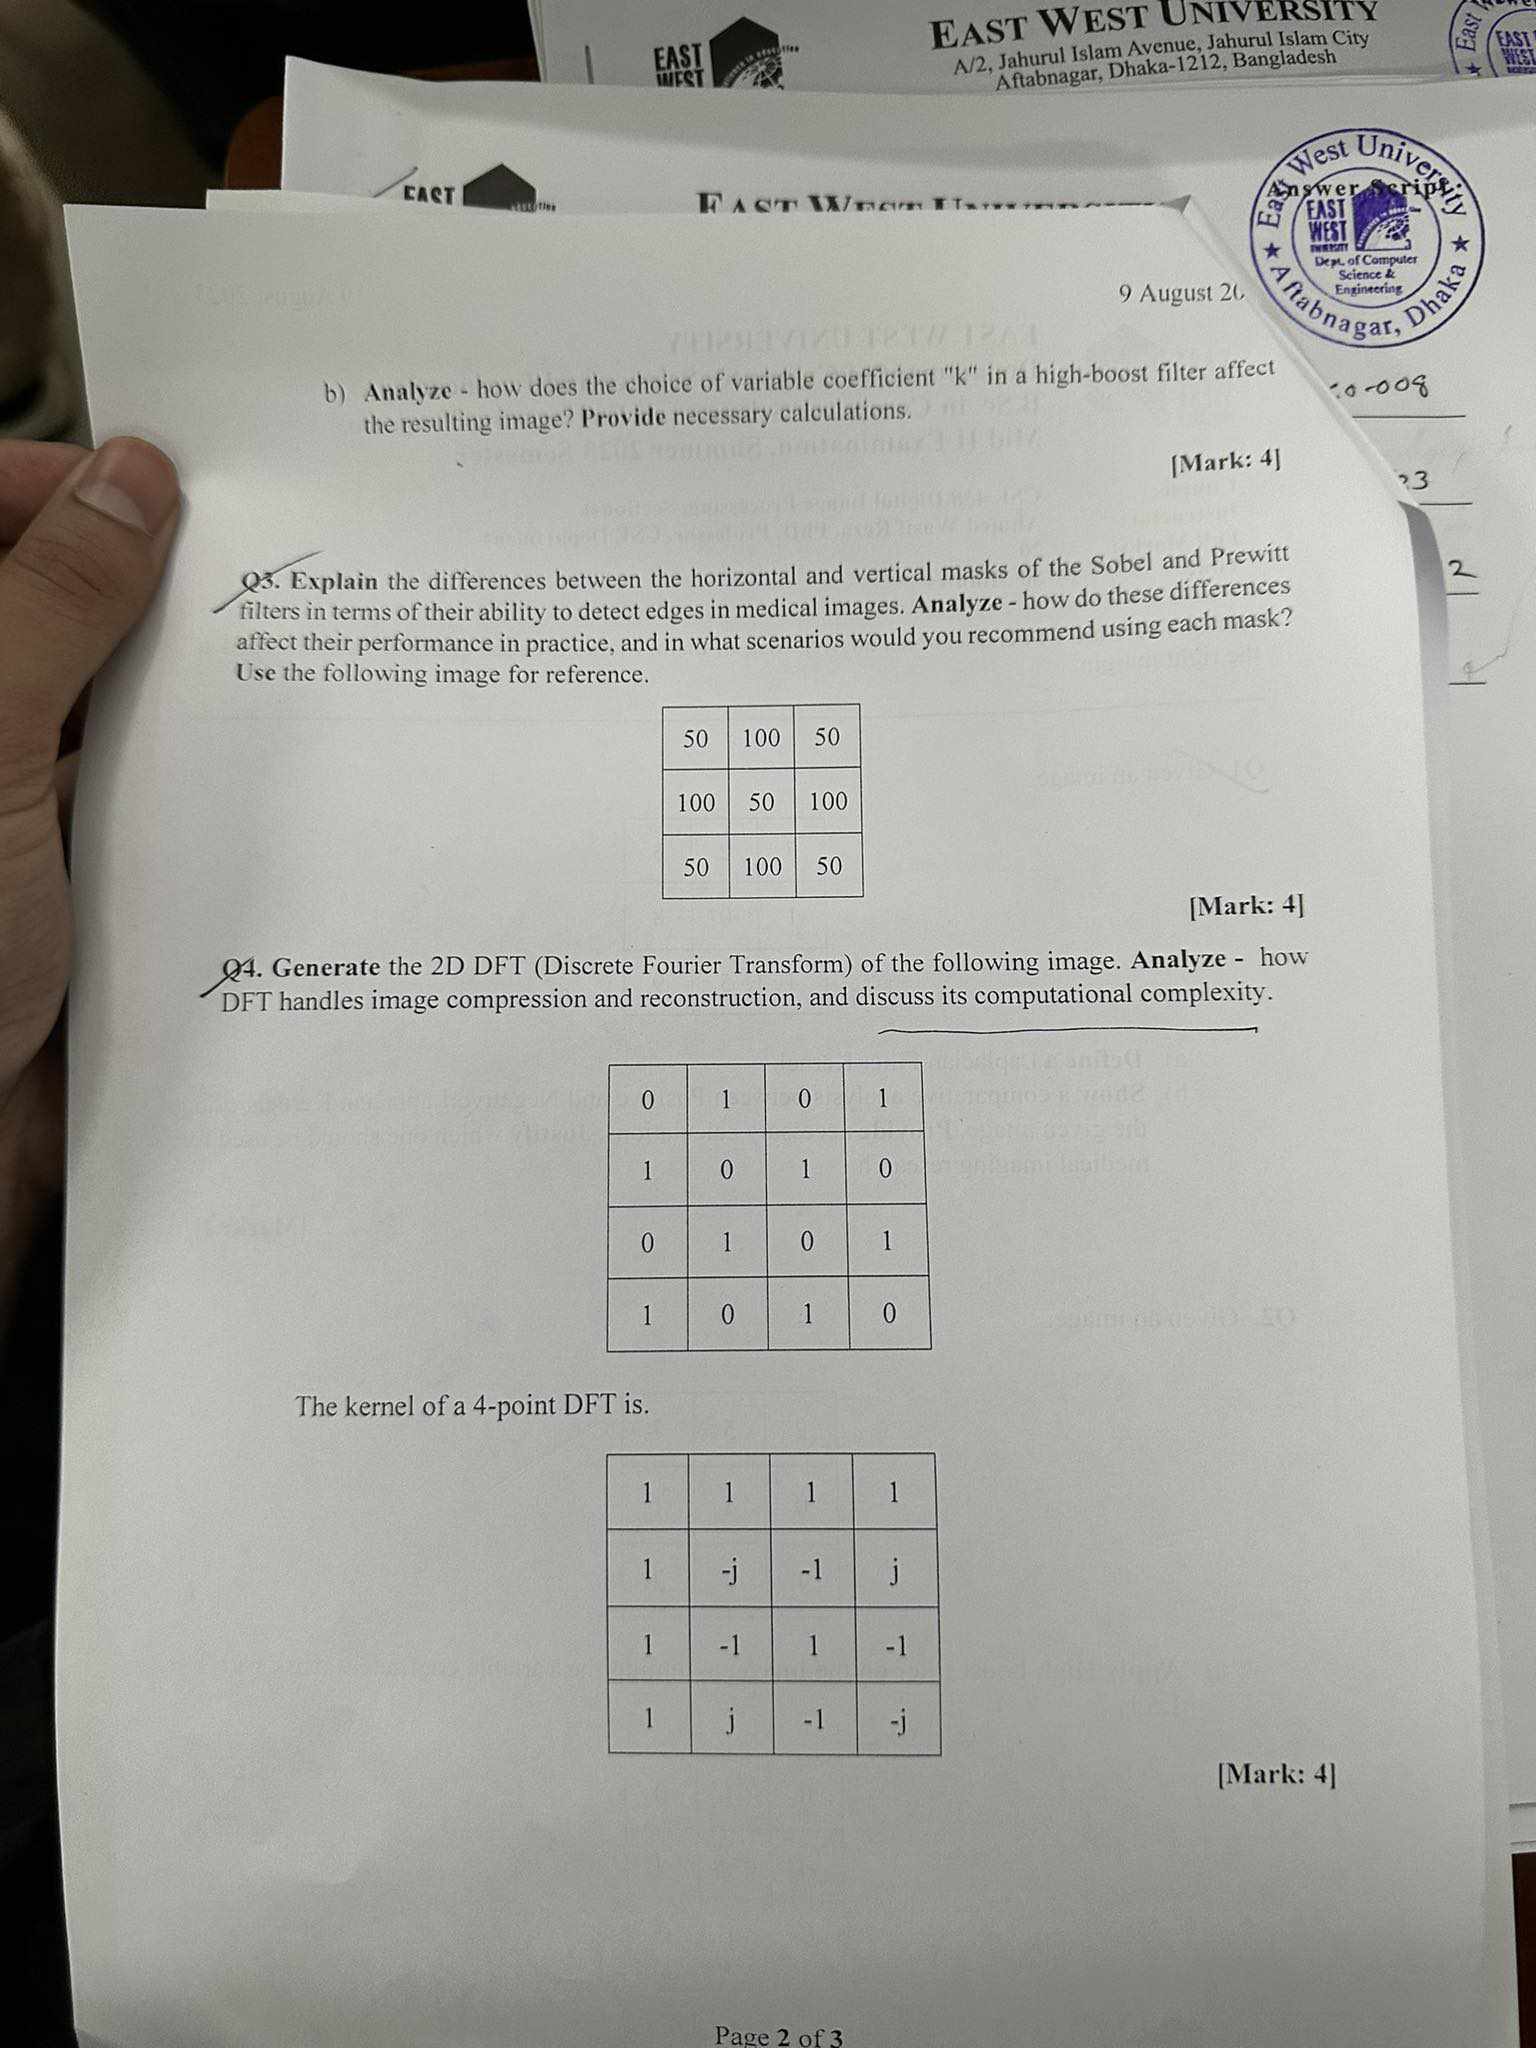 EAST WEST
EAST WEST UNIVERSITY
A/2, Jahurul Islam Avenue, Jahurul Islam City
Aftabnagar, Dhaka-1212, Bangladesh
EAST
EAST WEST
Answer Script
East West University
EAST
WEST
UNIVERSITY
Dept. of Computer
Science &
Engineering
Aftabnagar, Dhaka
9 August 20
b) Analyze - how does the choice of variable coefficient "k" in a high-boost filter affect
the resulting image? Provide necessary calculations.
-008
[Mark: 4]
23
Q3. Explain the differences between the horizontal and vertical masks of the Sobel and Prewitt
filters in terms of their ability to detect edges in medical images. Analyze - how do these differences
affect their performance in practice, and in what scenarios would you recommend using each mask?
Use the following image for reference.
2
50 100 50
100 50 100
50 100 50
[Mark: 4]
Q4. Generate the 2D DFT (Discrete Fourier Transform) of the following image. Analyze - how
DFT handles image compression and reconstruction, and discuss its computational complexity.
0 1 0 1
1 0 1 0
0 1 0 1
1 0 1 0
The kernel of a 4-point DFT is.
1 1 1 1
1 -j -1 j
1 -1 1 -1
1 j -1 -j
[Mark: 4]
Page 2 of 3